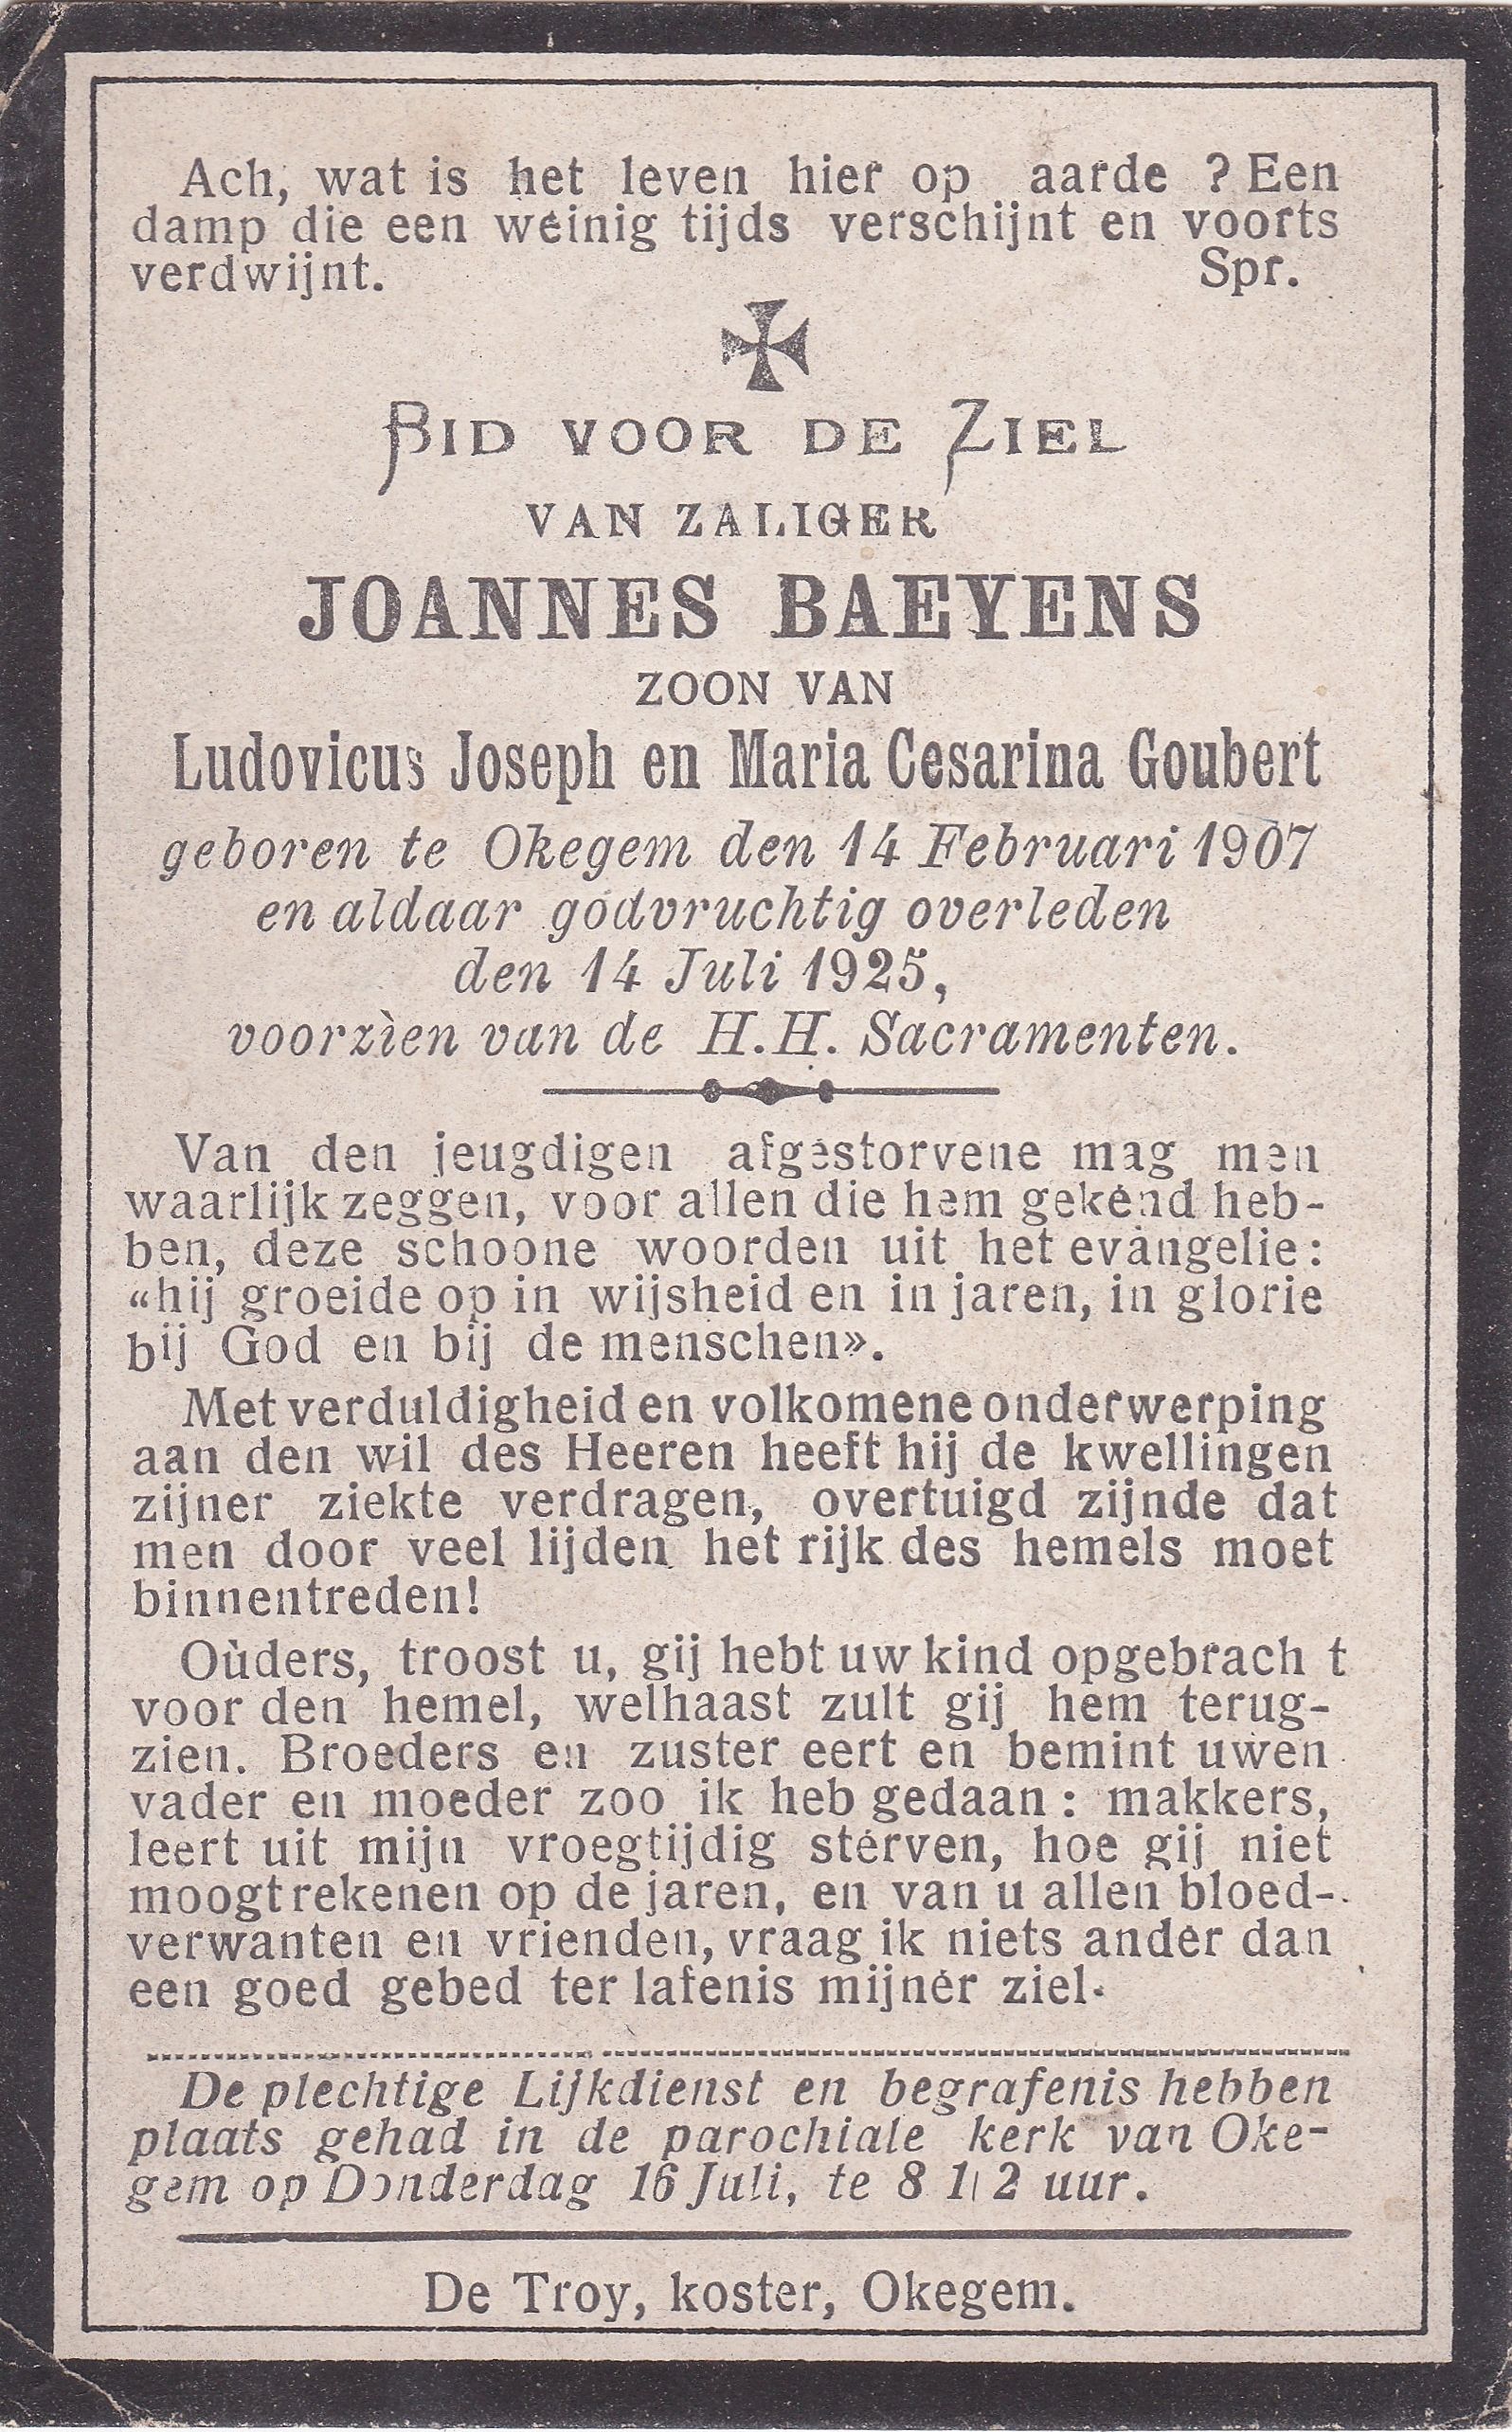 Ach, wat is het leven hier op aarde ? Een
damp die een weinig tijds verschijnt en voorts
verdwijnt. Spr.
BID VOOR DE ZIEL
VAN ZALIGER
JOANNES BAEYENS
ZOON VAN
Ludovicus Joseph en Maria Cesarina Goubert
geboren te Okegem den 14 Februari 1907
en aldaar godvruchtig overleden
den 14 Juli 1925,
voorzìen van de H.H. Sacramenten.
Van den jeugdigen afgestorvene mag men
waarlijk zeggen, voor allen die hem gekend heb-
ben, deze schoone woorden uit het evangelie:
«hij groeide op in wijsheid en in jaren, in glorie
bij God en bij de menschen».
Met verduldigheid en volkomene onderwerping
aan den wil des Heeren heeft hij de kwellingen
zijner ziekte verdragen, overtuigd zijnde dat
men door veel lijden het rijk des hemels moet
binnentreden!
Oùders, troost u, gij hebt uw kind opgebrach t
voor den hemel, welhaast zult gij hem terug-
zien. Broeders en zuster eert en bemint uwen
vader en moeder zoo ik heb gedaan : makkers,
leert uit mijn vroegtijdig sterven, hoe gij niet
moogt rekenen op de jaren, en van u allen bloed-
verwanten en vrienden, vraag ik niets ander dan
een goed gebed ter lafenis mijner ziel.
De plechtige Lijkdienst en begrafenis hebben
plaats gehad in de parochiale kerk van Oke-
gem op Donderdag 16 Juli, te 8 1/2 uur.
De Troy, koster, Okegem.